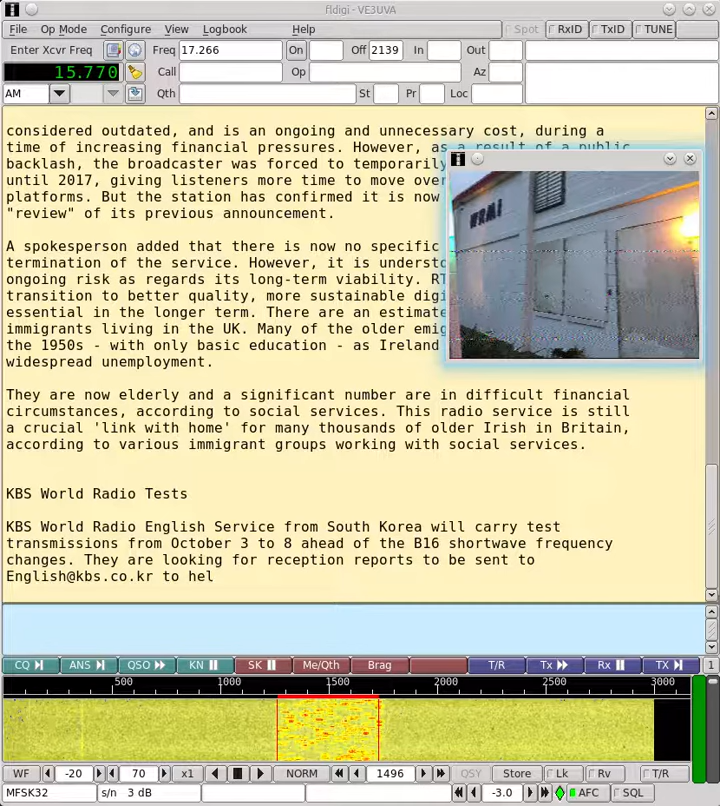 fldigi - VE3UVA
File Op Mode Configure View Logbook Help Spot RxID TxID TUNE
Enter Xcvr Freq Freq 17.266 On Off 2139 In Out
15.770 Call Op Az
AM Qth St Pr Loc
considered outdated, and is an ongoing and unnecessary cost, during a
time of increasing financial pressures. However, as a result of a public
backlash, the broadcaster was forced to temporarily
until 2017, giving listeners more time to move over
platforms. But the station has confirmed it is now
"review" of its previous announcement.
A spokesperson added that there is now no specific
termination of the service. However, it is understo
ongoing risk as regards its long-term viability. RT
transition to better quality, more sustainable digi
essential in the longer term. There are an estimate
immigrants living in the UK. Many of the older emig
the 1950s - with only basic education - as Ireland
widespread unemployment.
WRMI
They are now elderly and a significant number are in difficult financial
circumstances, according to social services. This radio service is still
a crucial 'link with home' for many thousands of older Irish in Britain,
according to various immigrant groups working with social services.
KBS World Radio Tests
KBS World Radio English Service from South Korea will carry test
transmissions from October 3 to 8 ahead of the B16 shortwave frequency
changes. They are looking for reception reports to be sent to
English@kbs.co.kr to hel
CQ ANS QSO KN SK Me/Qth Brag T/R Tx Rx TX 1
500 1000 1500 2000 2500 3000
WF -20 70 x1 NORM 1496 QSY Store Lk Rv T/R
MFSK32 s/n 3 dB -3.0 AFC SQL